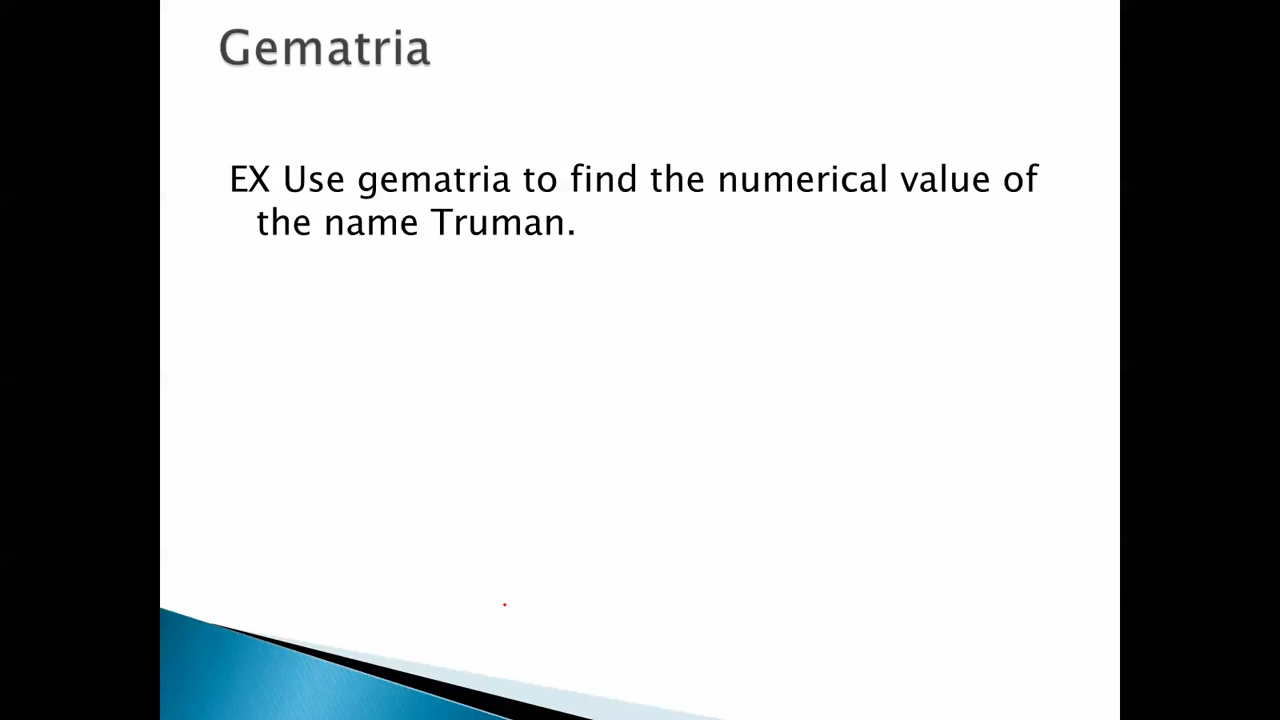 Gematria
EX Use gematria to find the numerical value of
the name Truman.